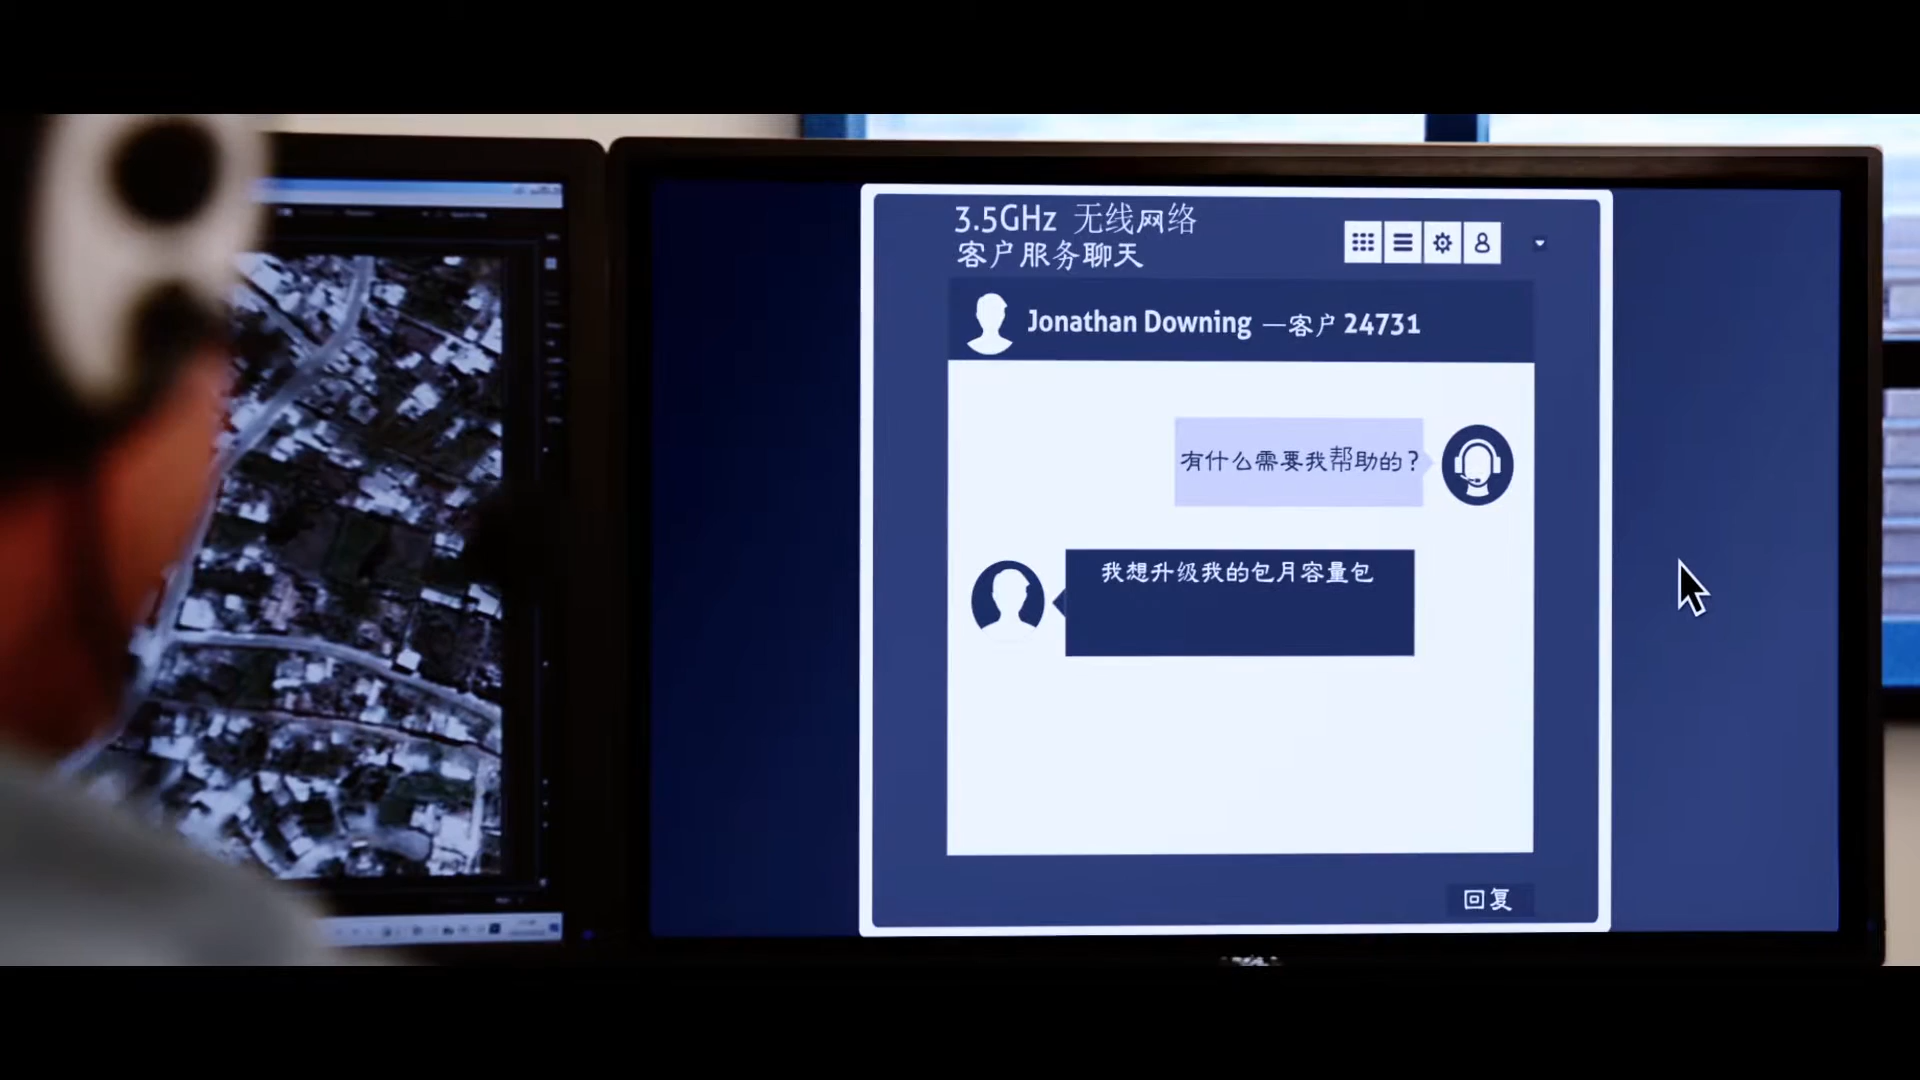 3.5GHz 无线网络
客户服务聊天
Jonathan Downing —客户 24731
有什么需要我帮助的?
我想升级我的包月容量包
回复